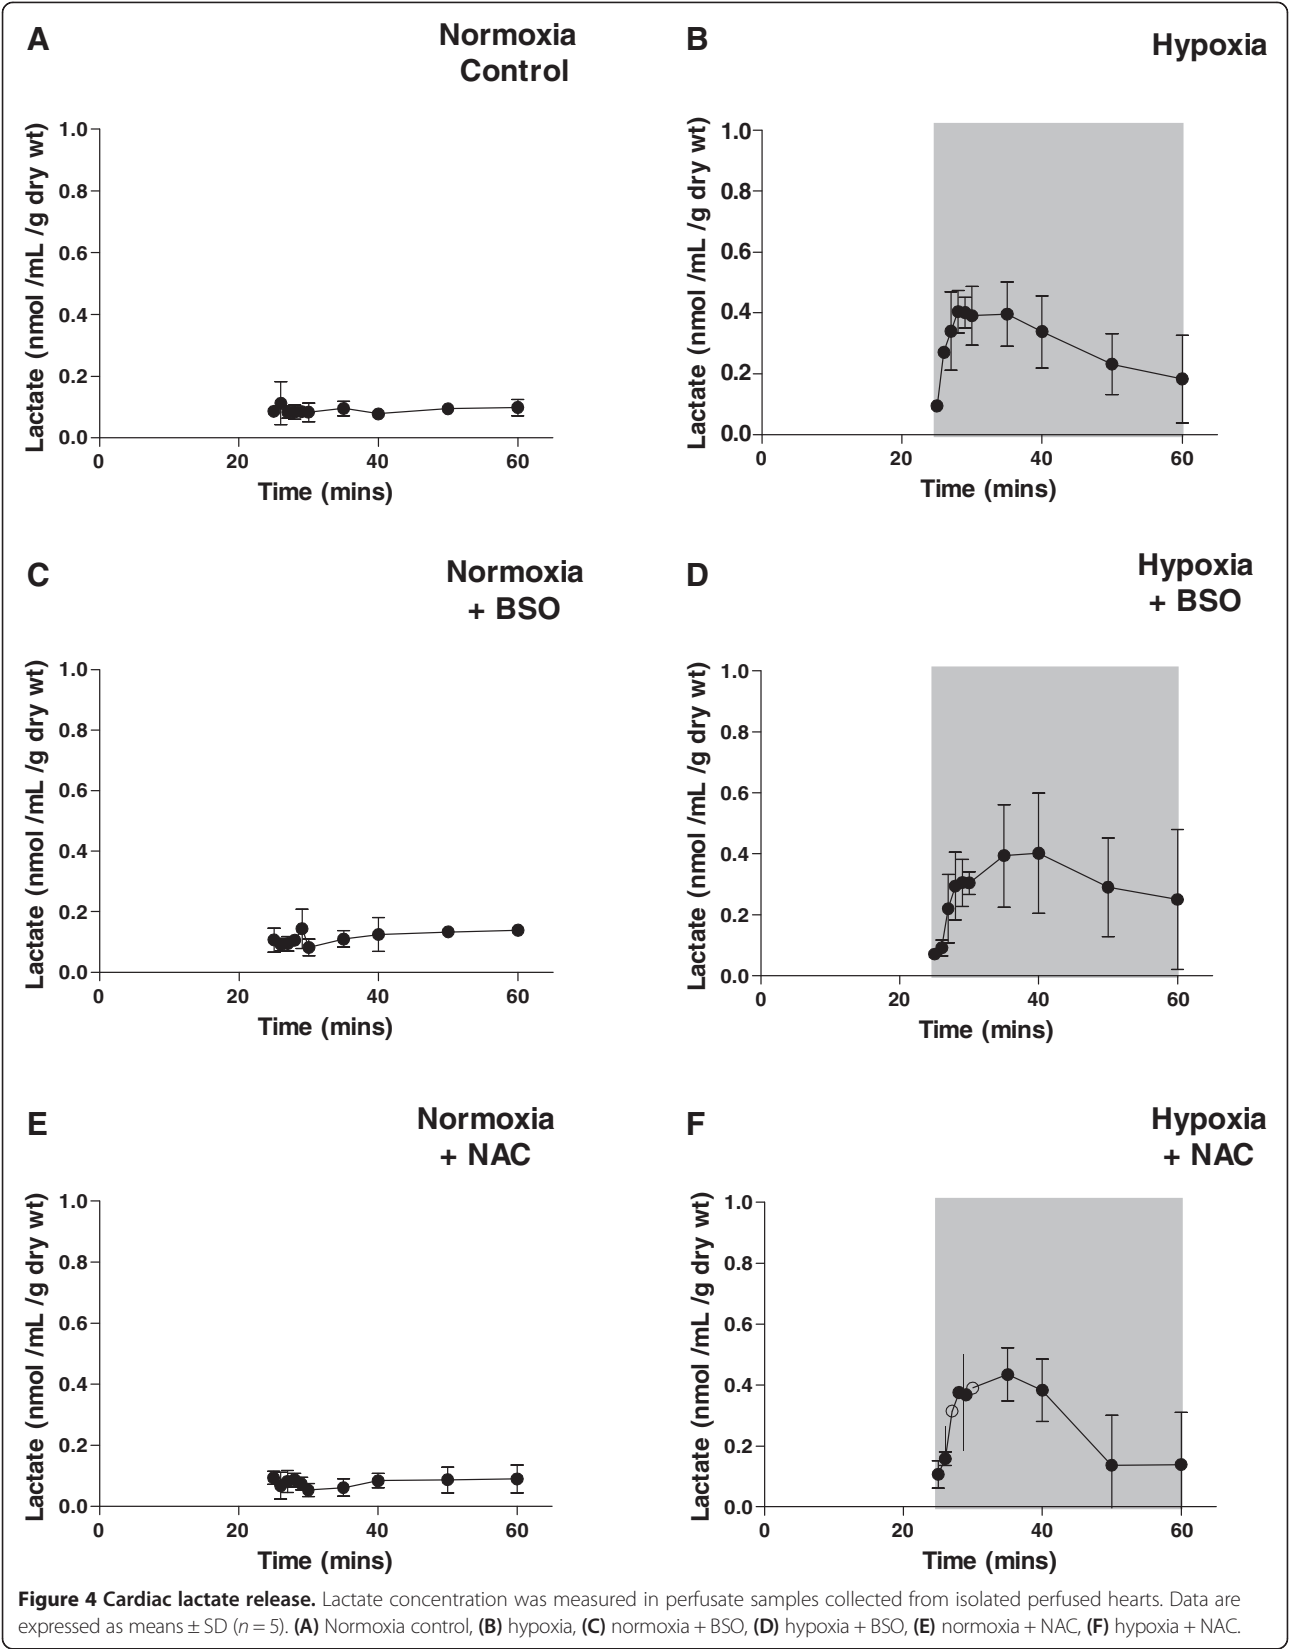 A
Normoxia
Control
Lactate (nmol /mL /g dry wt)
1.0
0.8
0.6
0.4
0.2
0.0
0 20 40 60
Time (mins)
B
Hypoxia
Lactate (nmol /mL /g dry wt)
1.0
0.8
0.6
0.4
0.2
0.0
0 20 40 60
Time (mins)
C
Normoxia
+ BSO
Lactate (nmol /mL /g dry wt)
1.0
0.8
0.6
0.4
0.2
0.0
0 20 40 60
Time (mins)
D
Hypoxia
+ BSO
Lactate (nmol /mL /g dry wt)
1.0
0.8
0.6
0.4
0.2
0.0
0 20 40 60
Time (mins)
E
Normoxia
+ NAC
Lactate (nmol /mL /g dry wt)
1.0
0.8
0.6
0.4
0.2
0.0
0 20 40 60
Time (mins)
F
Hypoxia
+ NAC
Lactate (nmol /mL /g dry wt)
1.0
0.8
0.6
0.4
0.2
0.0
0 20 40 60
Time (mins)
Figure 4 Cardiac lactate release. Lactate concentration was measured in perfusate samples collected from isolated perfused hearts. Data are
expressed as means ± SD (n = 5). (A) Normoxia control, (B) hypoxia, (C) normoxia + BSO, (D) hypoxia + BSO, (E) normoxia + NAC, (F) hypoxia + NAC.